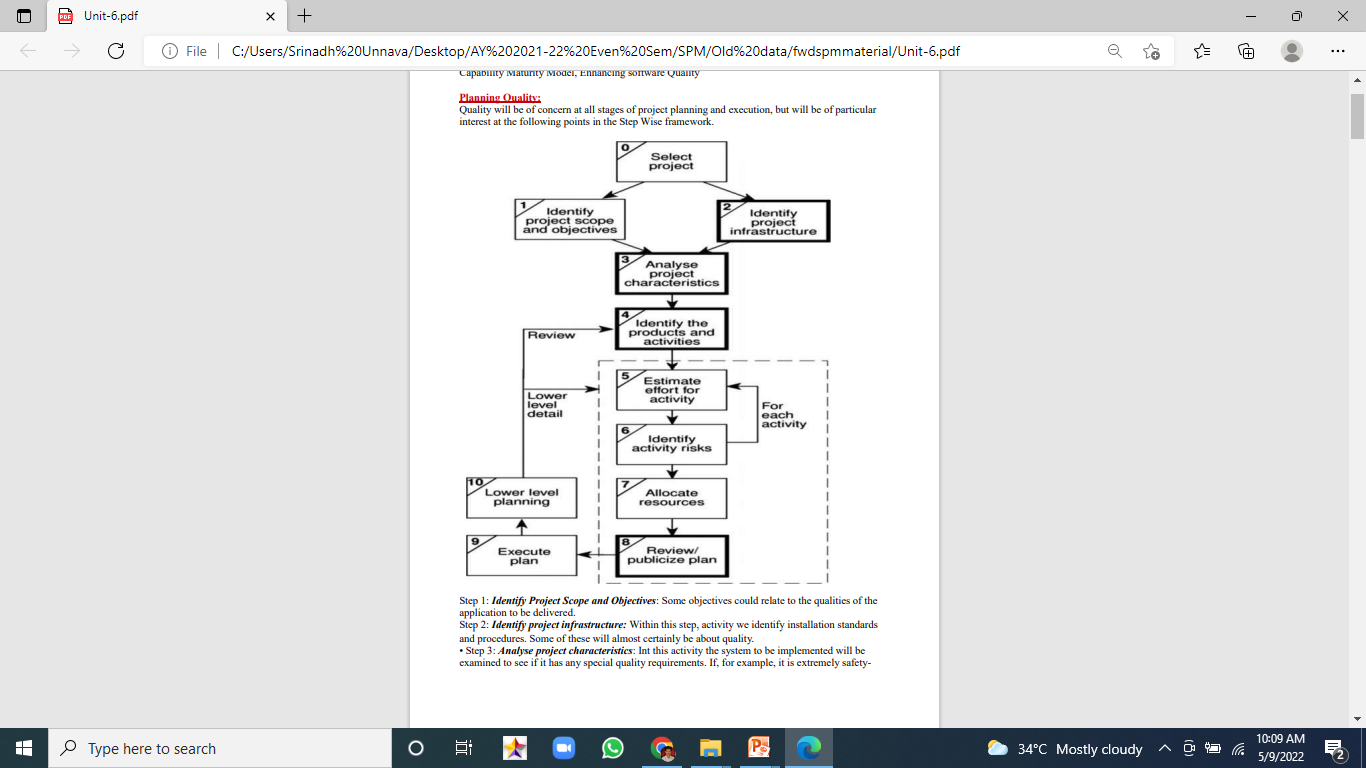 Unit-6.pdf
File
C:/Users/Srinadh%20Unnava/Desktop/AY%202021-22%20Even%20Sem/SPM/Old%20data/fwdspmmaterial/Unit-6.pdf
Capability Maturity Model, Enhancing software Quality
Planning Quality:
Quality will be of concern at all stages of project planning and execution, but will be of particular
interest at the following points in the Step Wise framework.
0
Select
project
1
Identify
project scope
and objectives
2
Identify
project
infrastructure
3
Analyse
project
characteristics
4
Identify the
products and
activities
Review
5
Estimate
effort for
activity
Lower
level
detail
For
each
activity
6
Identify
activity risks
7
Allocate
resources
10
Lower level
planning
8
Review/
publicize plan
9
Execute
plan
Step 1: Identify Project Scope and Objectives: Some objectives could relate to the qualities of the
application to be delivered.
Step 2: Identify project infrastructure: Within this step, activity we identify installation standards
and procedures. Some of these will almost certainly be about quality.
• Step 3: Analyse project characteristics: Int this activity the system to be implemented will be
examined to see if it has any special quality requirements. If, for example, it is extremely safety-
Type here to search
34°C Mostly cloudy
10:09 AM
5/9/2022
2